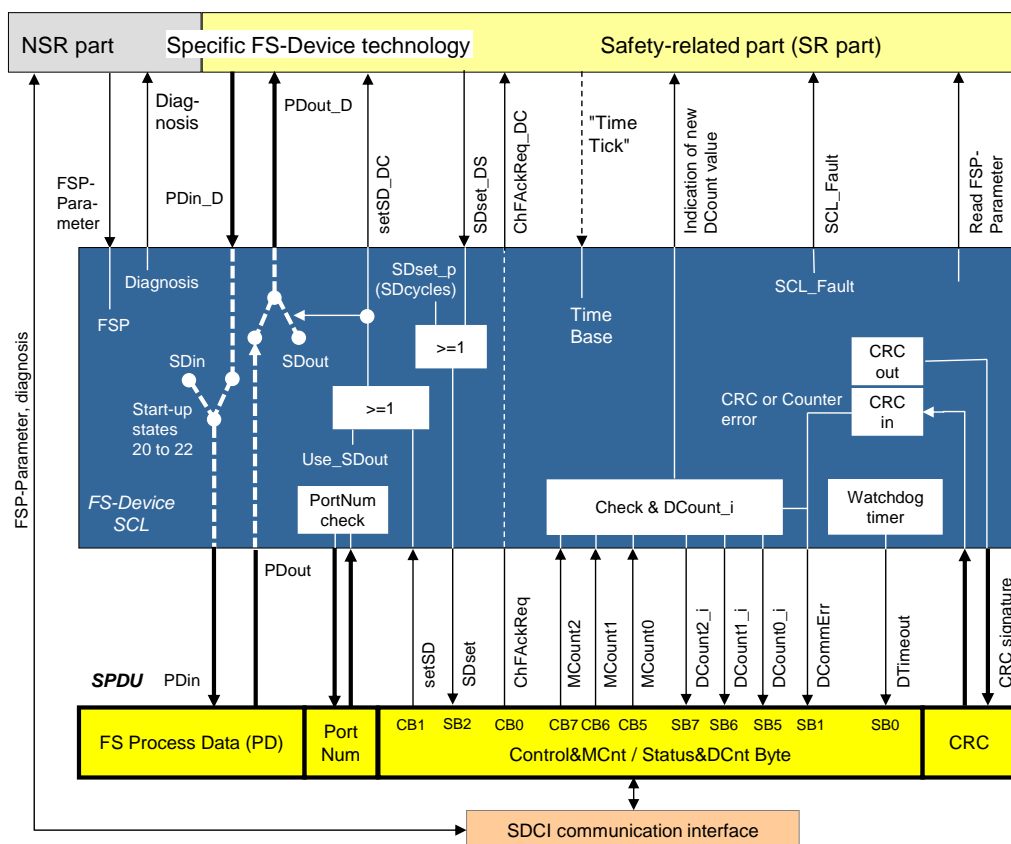 NSR part
Specific FS-Device technology
Safety-related part (SR part)
Diag-
nosis
PDout_D
FSP-
Para-
meter
PDin_D
setSD_DC
SDset_DS
ChFAckReq_DC
"Time
Tick"
Indication of new
DCount value
SCL_Fault
Read FSP-
Parameter
FSP-Parameter, diagnosis
Diagnosis
FSP
SDset_p
(SDcycles)
Time
Base
SCL_Fault
>=1
SDin
SDout
CRC
out
CRC
in
CRC or Counter
error
>=1
Start-up
states
20 to 22
Use_SDout
FS-Device
SCL
PortNum
check
Check & DCount_i
Watchdog
timer
PDout
setSD
SDset
ChFAckReq
MCount2
MCount1
MCount0
DCount2_i
DCount1_i
DCount0_i
DCommErr
DTimeout
CRC signature
SPDU
PDin
FS Process Data (PD)
Port
Num
CB1
SB2
CB0
CB7
CB6
CB5
SB7
SB6
SB5
SB1
SB0
Control&MCnt / Status&DCnt Byte
CRC
SDCI communication interface